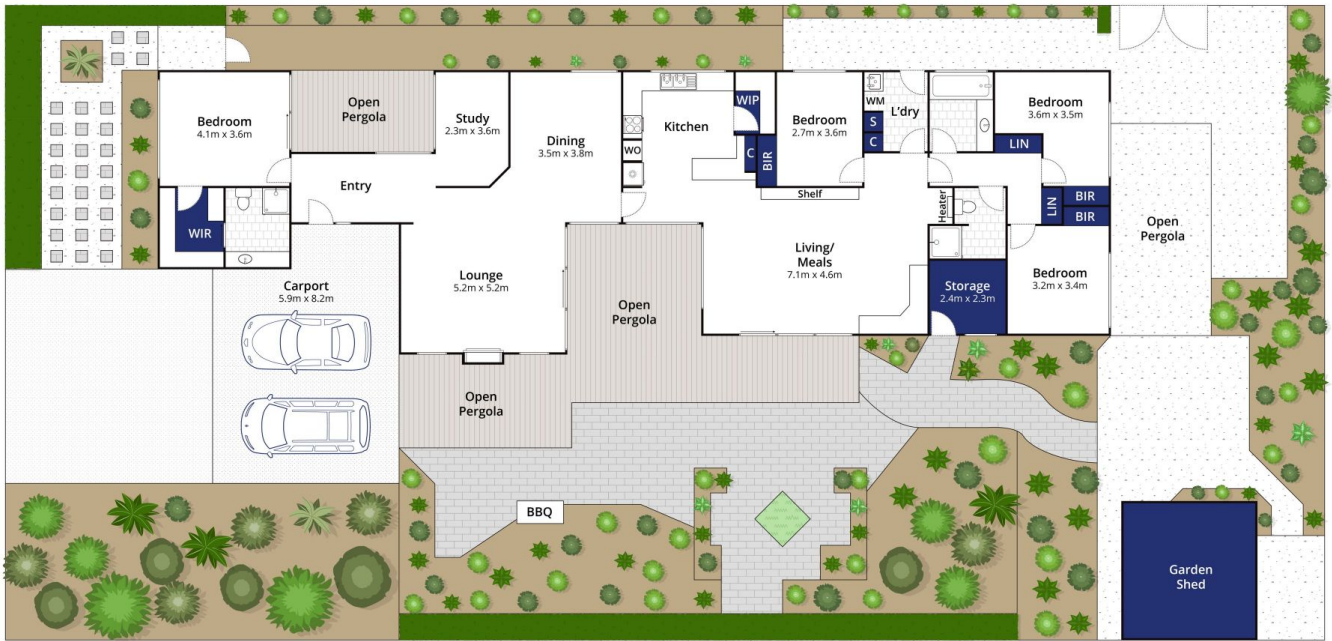 Bedroom
4.1m x 3.6m
Open
Pergola
Study
2.3m x 3.6m
Dining
3.5m x 3.8m
WO
Kitchen
WIP
C
BIR
Bedroom
2.7m x 3.6m
WM
S
C
L'dry
Bedroom
3.6m x 3.5m
LIN
Entry
Shelf
Heater
LIN
BIR
BIR
Open
Pergola
WIR
Carport
5.9m x 8.2m
Lounge
5.2m x 5.2m
Open
Pergola
Living/
Meals
7.1m x 4.6m
Storage
2.4m x 2.3m
Bedroom
3.2m x 3.4m
Open
Pergola
BBQ
Garden
Shed